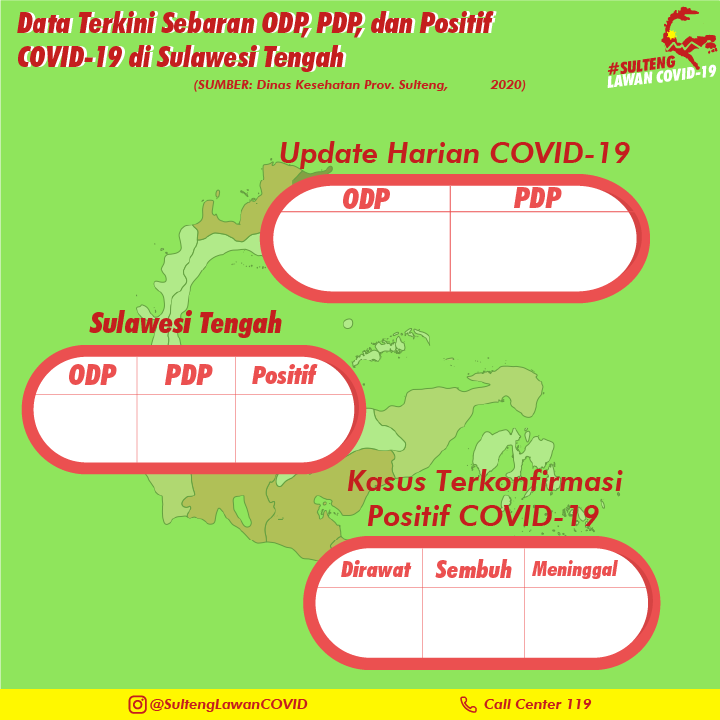 Data Terkini Sebaran ODP, PDP, dan Positif
COVID-19 di Sulawesi Tengah
(SUMBER: Dinas Kesehatan Prov. Sulteng, 2020)
#SULTENG
LAWAN COVID-19
Update Harian COVID-19
ODP PDP
Sulawesi Tengah
ODP PDP Positif
Kasus Terkonfirmasi
Positif COVID-19
Dirawat Sembuh Meninggal
@SultengLawanCOVID Call Center 119